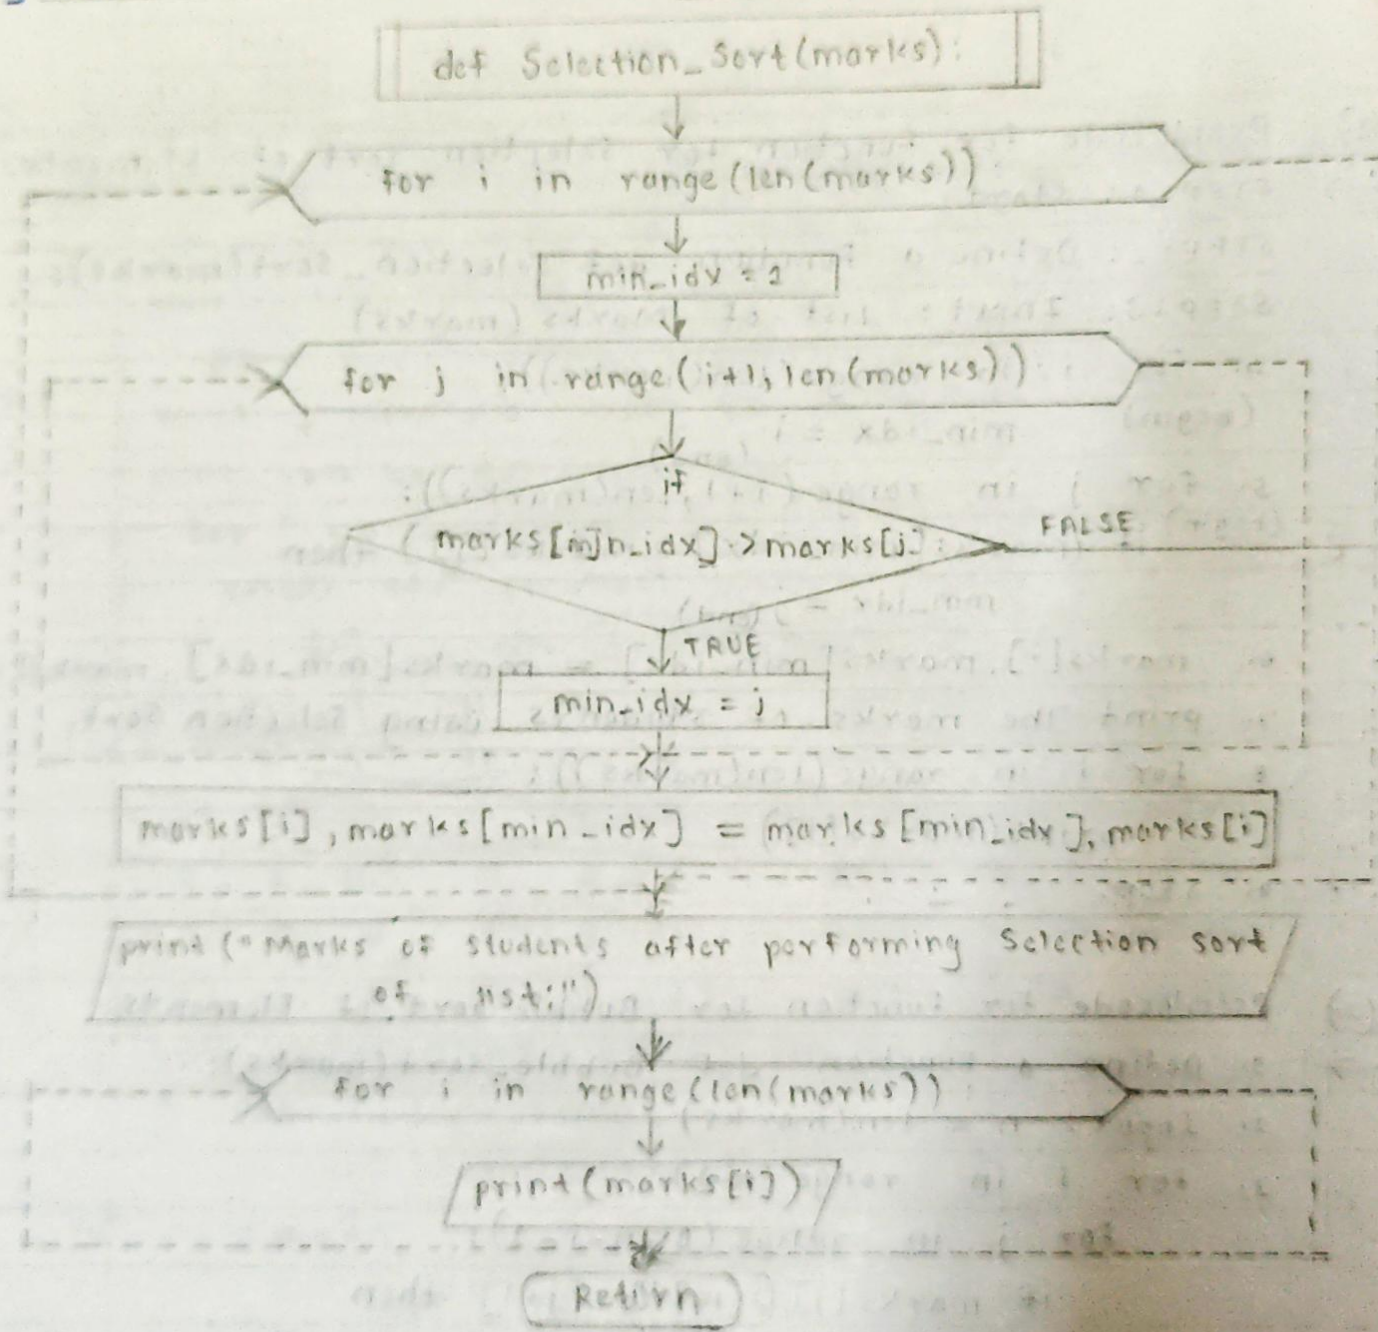 def Selection_Sort(marks):
for i in range(len(marks))
min_idx = 1
for j in range(i+1, len(marks))
if
marks[min_idx] > marks[j]:
FALSE
TRUE
min_idx = j
marks[i], marks[min_idx] = marks[min_idx], marks[i]
print("Marks of students after performing Selection sort
of list:")
for i in range(len(marks))
print(marks[i])
Return